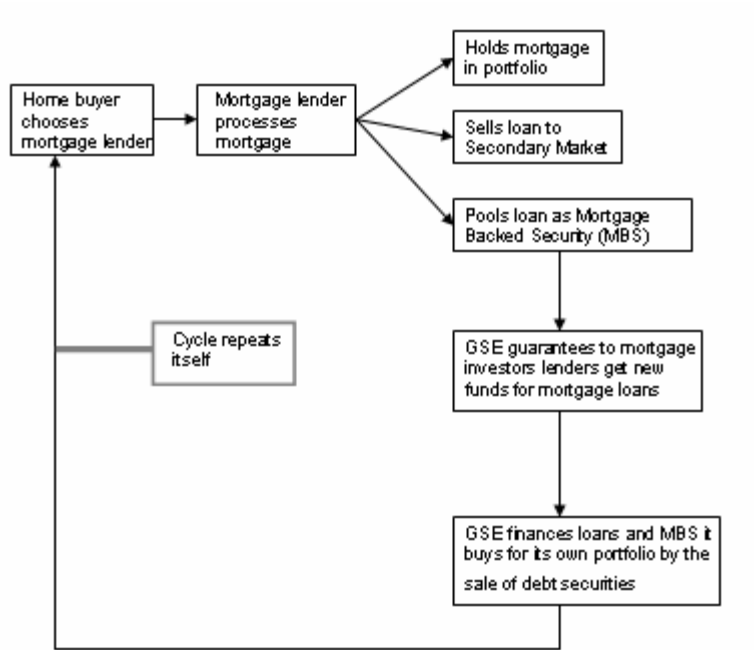 Home buyer
chooses
mortgage lender
Mortgage lender
processes
mortgage
Holds mortgage
in portfolio
Sells loan to
Secondary Market
Pools loan as Mortgage
Backed Security (MBS)
GSE guarantees to mortgage
investors lenders get new
funds for mortgage loans
Cycle repeats
itself
GSE finances loans and MBS it
buys for its own portfolio by the
sale of debt securities